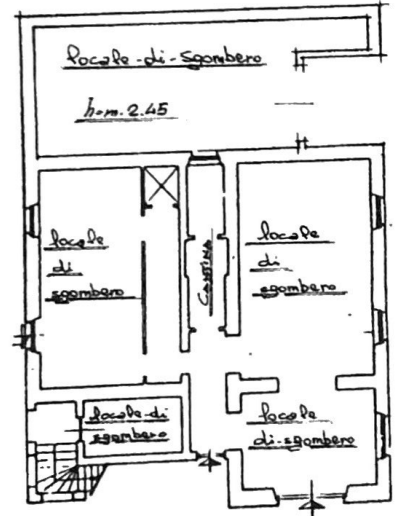 locale-di-sgombero
h=m.2.45
locale
di
sgombero
CANTINA
locale
di
sgombero
locale-di
sgombero
locale
di-sgombero